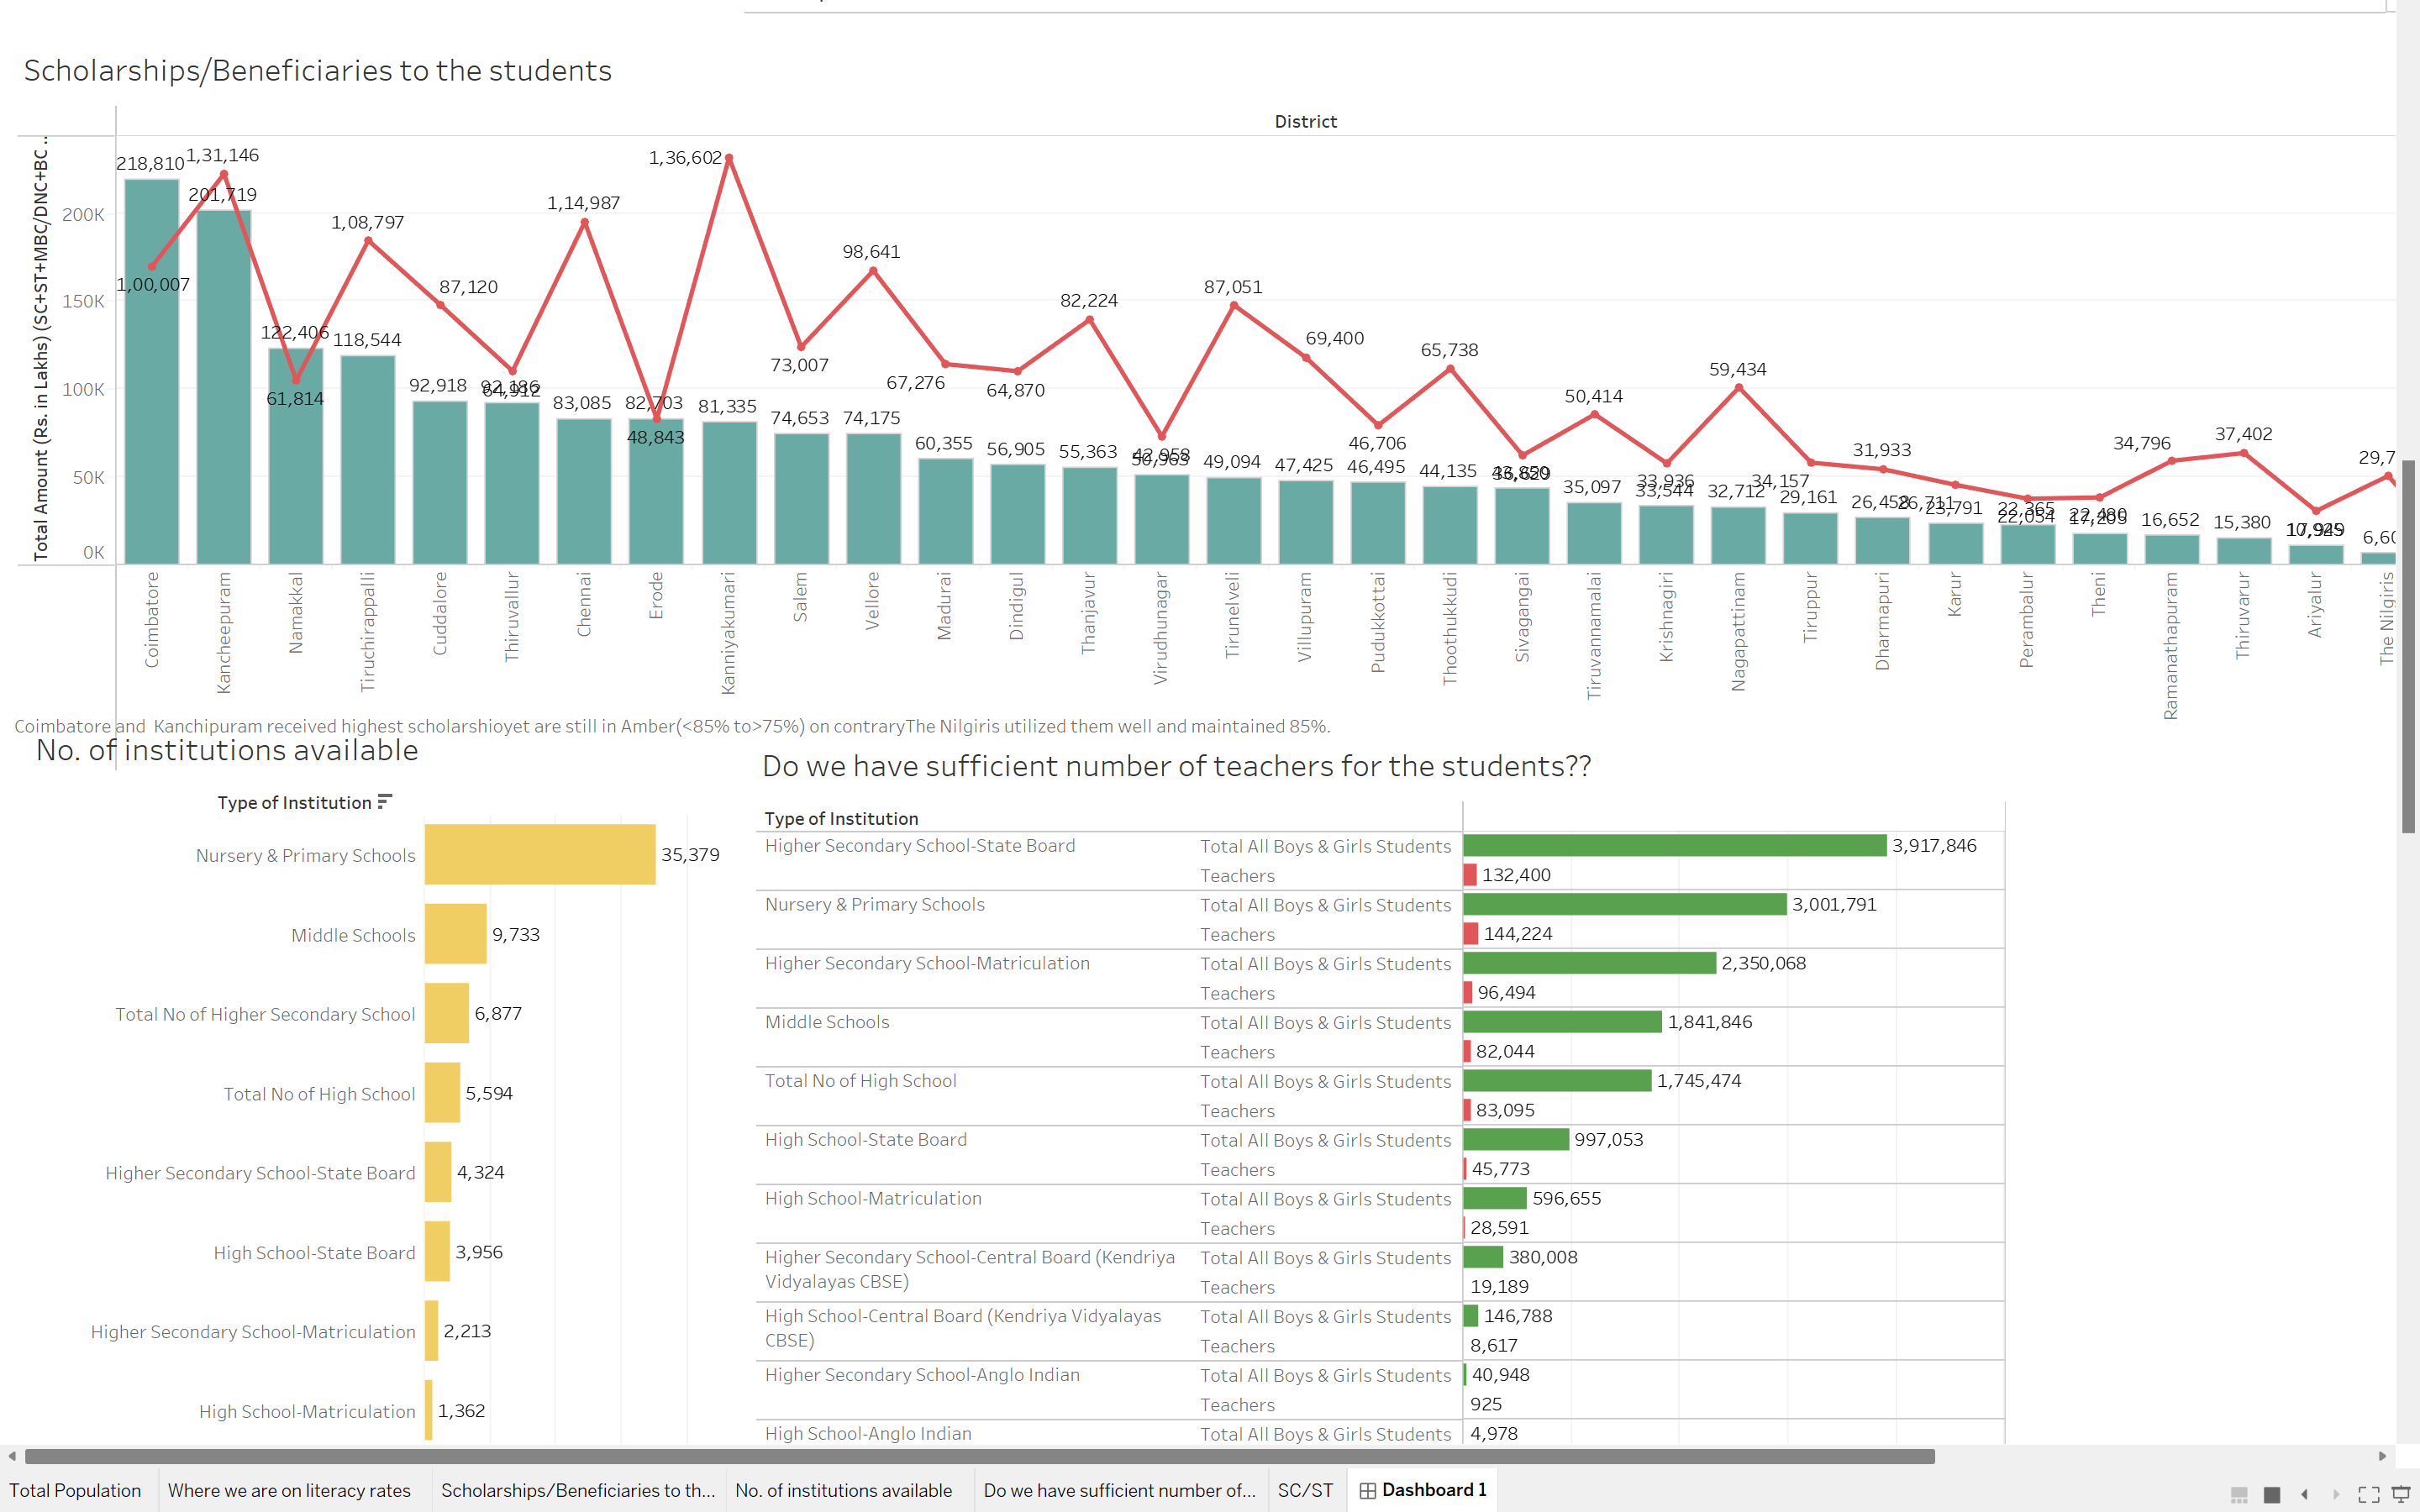 Scholarships/Beneficiaries to the students
District
Total Amount (Rs. in Lakhs) (SC+ST+MBC/DNC+BC ..
200K
150K
100K
50K
0K
218,810
1,31,146
201,719
1,00,007
122,406
61,814
1,08,797
118,544
87,120
92,918
92,186
64,912
1,14,987
83,085
82,703
48,843
1,36,602
81,335
73,007
74,653
98,641
74,175
67,276
60,355
64,870
56,905
82,224
55,363
42,958
50,963
87,051
49,094
69,400
47,425
46,706
46,495
65,738
44,135
50,414
35,097
33,936
33,544
59,434
32,712
34,157
29,161
31,933
26,458
26,711
23,791
22,365
22,054
22,480
34,796
16,652
37,402
15,380
29,7
6,60
Coimbatore
Kancheepuram
Namakkal
Tiruchirappalli
Cuddalore
Thiruvallur
Chennai
Erode
Kanniyakumari
Salem
Vellore
Madurai
Dindigul
Thanjavur
Virudhunagar
Tirunelveli
Villupuram
Pudukkottai
Thoothukkudi
Sivagangai
Tiruvannamalai
Krishnagiri
Nagapattinam
Tiruppur
Dharmapuri
Karur
Perambalur
Theni
Ramanathapuram
Thiruvarur
Ariyalur
The Nilgiris
Coimbatore and Kanchipuram received highest scholarshioyet are still in Amber(<85% to>75%) on contraryThe Nilgiris utilized them well and maintained 85%.
No. of institutions available
Type of Institution
Nursery & Primary Schools 35,379
Middle Schools 9,733
Total No of Higher Secondary School 6,877
Total No of High School 5,594
Higher Secondary School-State Board 4,324
High School-State Board 3,956
Higher Secondary School-Matriculation 2,213
High School-Matriculation 1,362
Do we have sufficient number of teachers for the students??
Type of Institution
Higher Secondary School-State Board Total All Boys & Girls Students 3,917,846
Teachers 132,400
Nursery & Primary Schools Total All Boys & Girls Students 3,001,791
Teachers 144,224
Higher Secondary School-Matriculation Total All Boys & Girls Students 2,350,068
Teachers 96,494
Middle Schools Total All Boys & Girls Students 1,841,846
Teachers 82,044
Total No of High School Total All Boys & Girls Students 1,745,474
Teachers 83,095
High School-State Board Total All Boys & Girls Students 997,053
Teachers 45,773
High School-Matriculation Total All Boys & Girls Students 596,655
Teachers 28,591
Higher Secondary School-Central Board (Kendriya Total All Boys & Girls Students 380,008
Vidyalayas CBSE) Teachers 19,189
High School-Central Board (Kendriya Vidyalayas Total All Boys & Girls Students 146,788
CBSE) Teachers 8,617
Higher Secondary School-Anglo Indian Total All Boys & Girls Students 40,948
Teachers 925
High School-Anglo Indian Total All Boys & Girls Students 4,978
Total Population Where we are on literacy rates Scholarships/Beneficiaries to th... No. of institutions available Do we have sufficient number of... SC/ST Dashboard 1